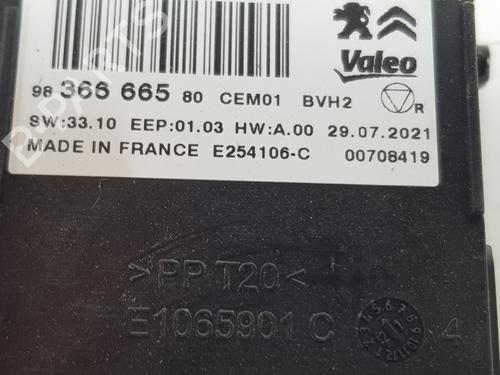 Valeo
98 366 665 80 CEM01 BVH2 R
SW:33.10 EEP:01.03 HW:A.00 29.07.2021
MADE IN FRANCE E254106-C 00708419
>PP T20<
E1065901 C
4